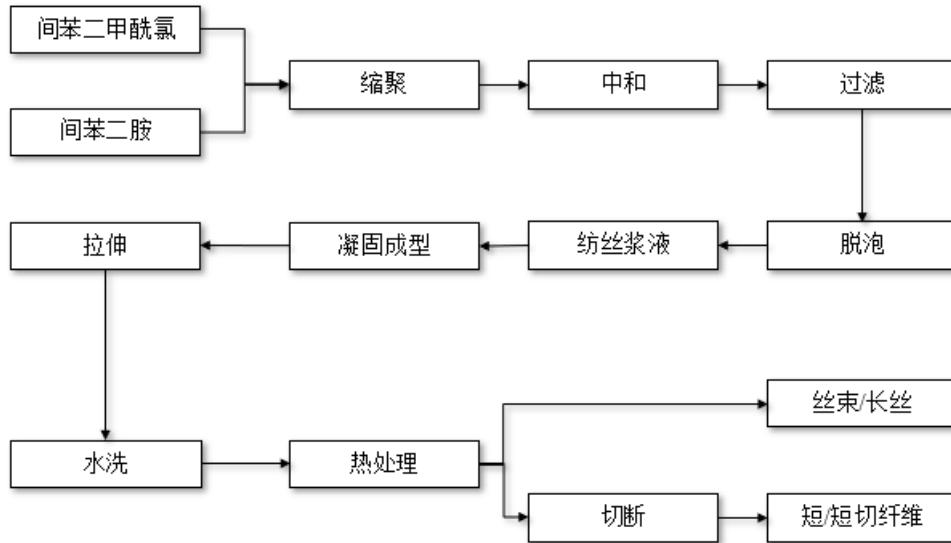 间苯二甲酰氯
间苯二胺
缩聚
中和
过滤
脱泡
纺丝浆液
凝固成型
拉伸
水洗
热处理
丝束/长丝
切断
短/短切纤维